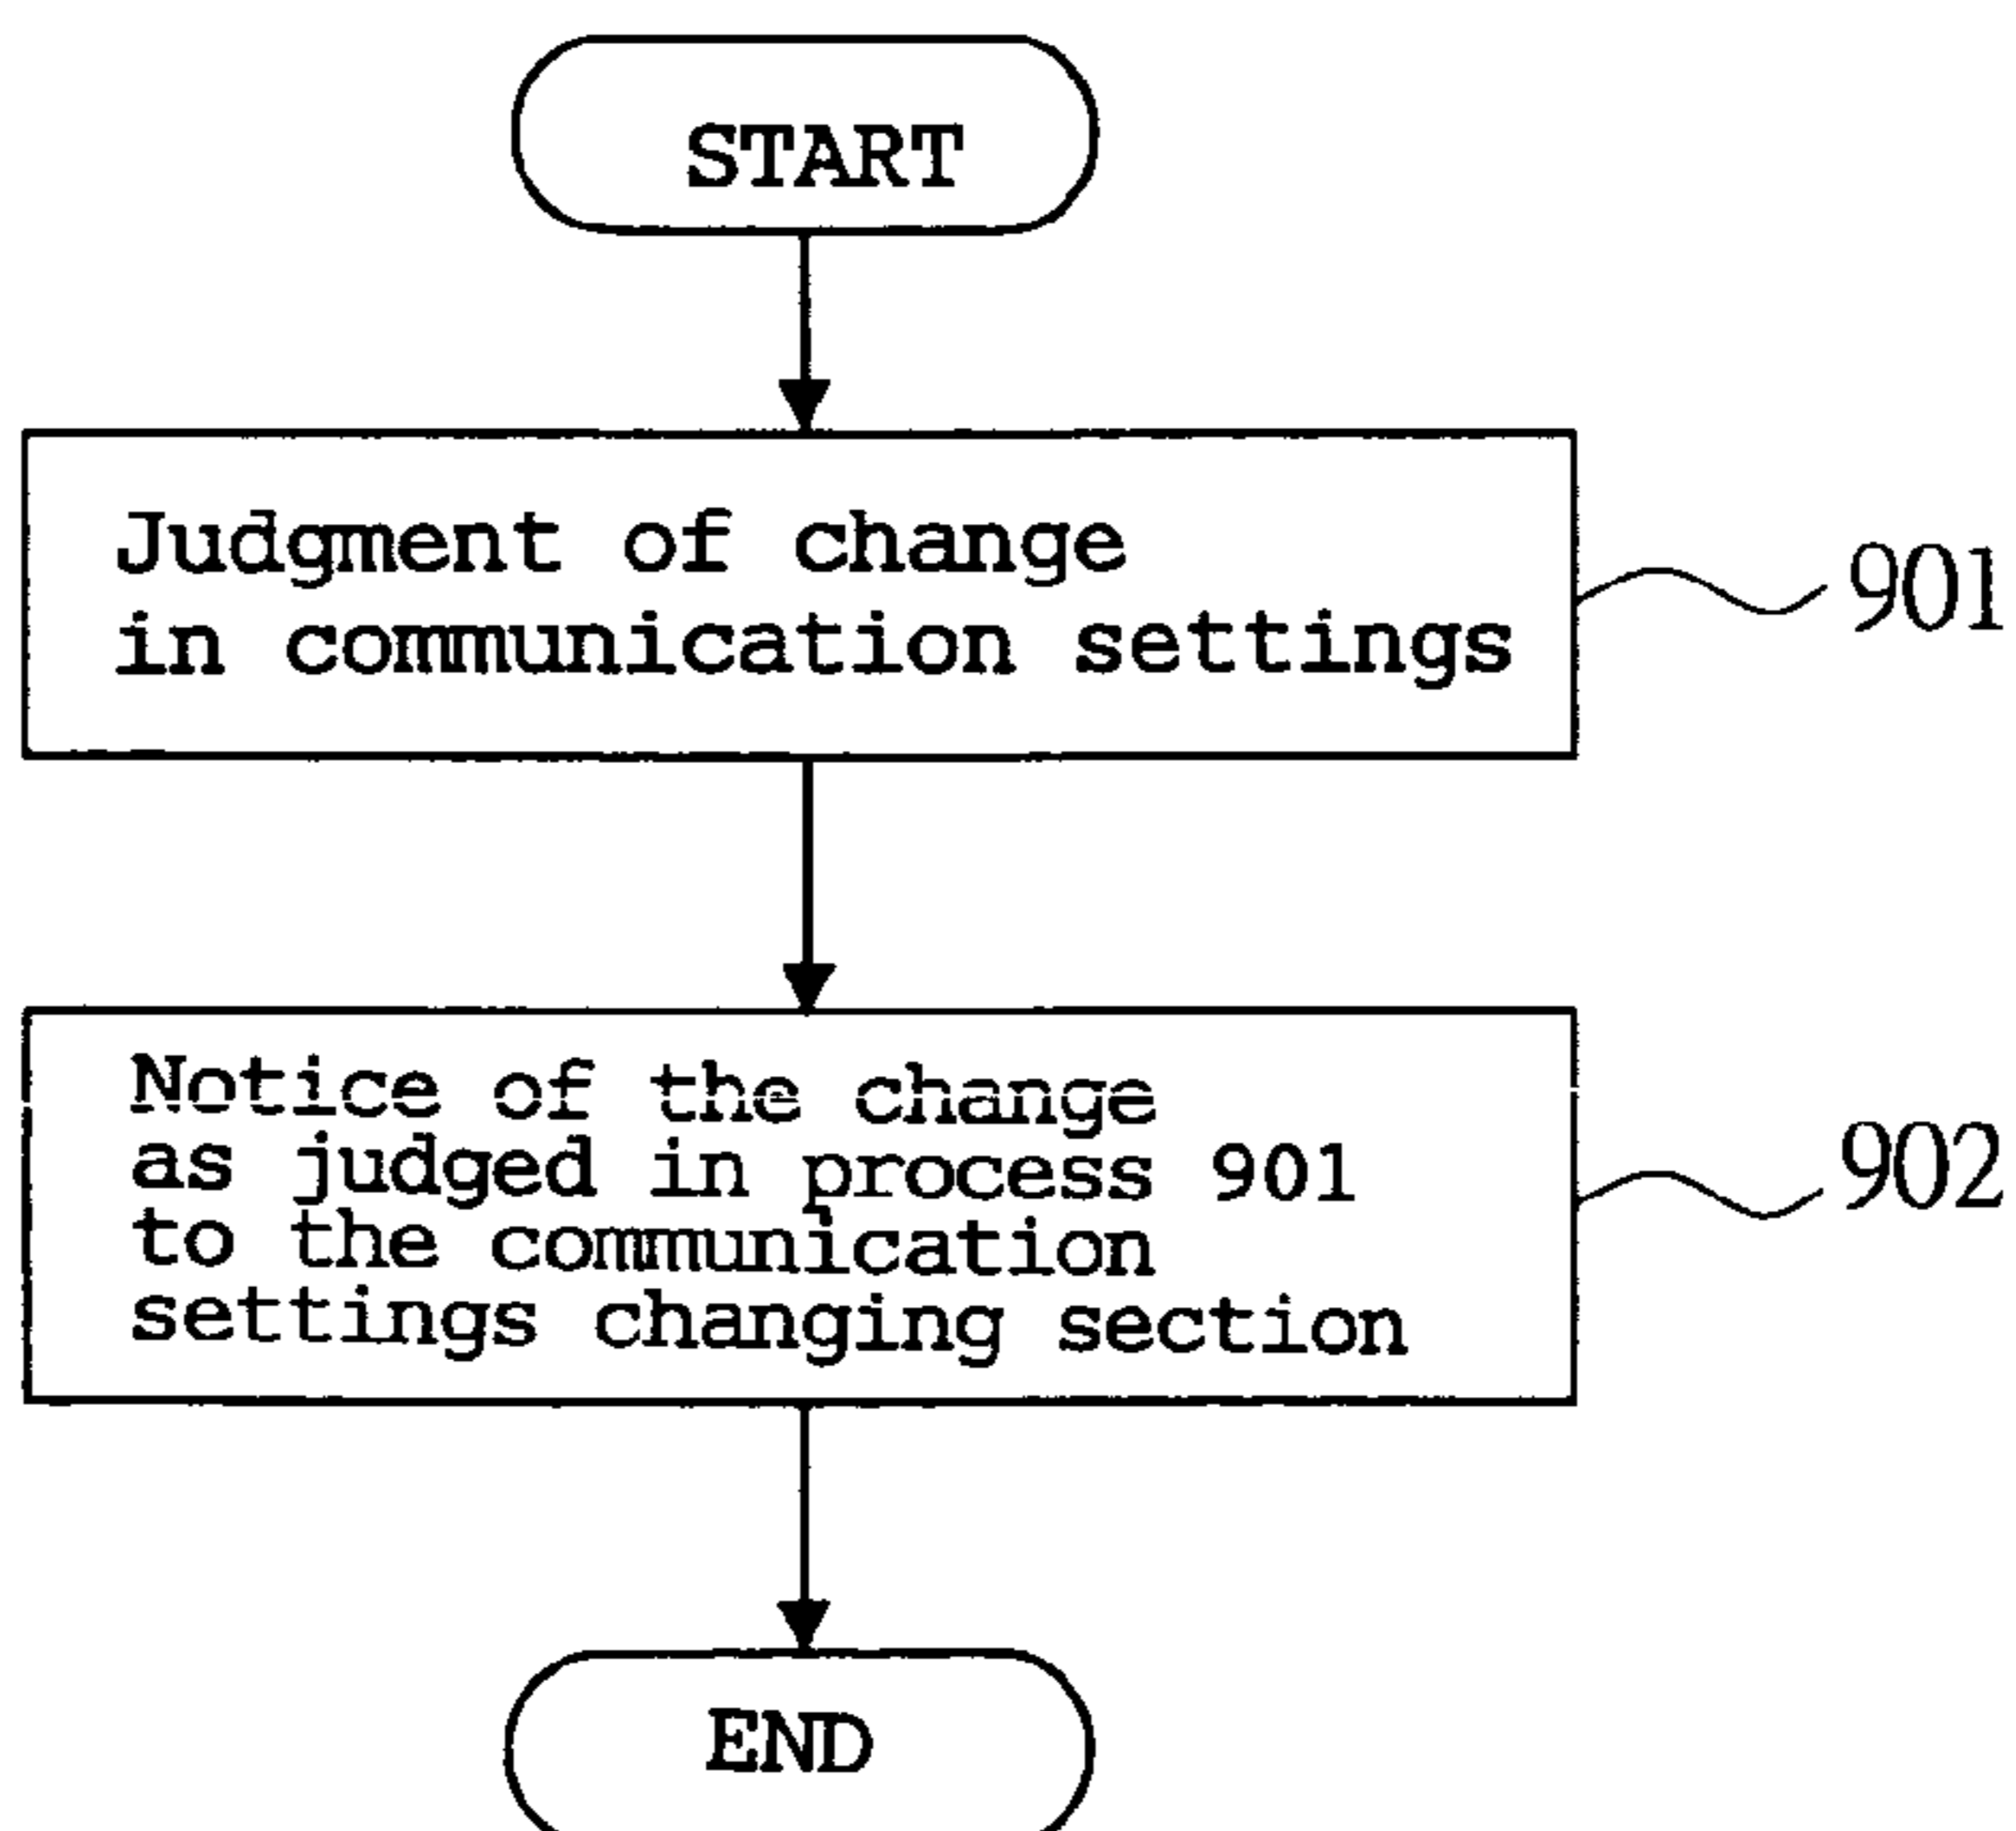 START
Judgment of change
in communication settings
901
Notice of the change
as judged in process 901
to the communication
settings changing section
902
END